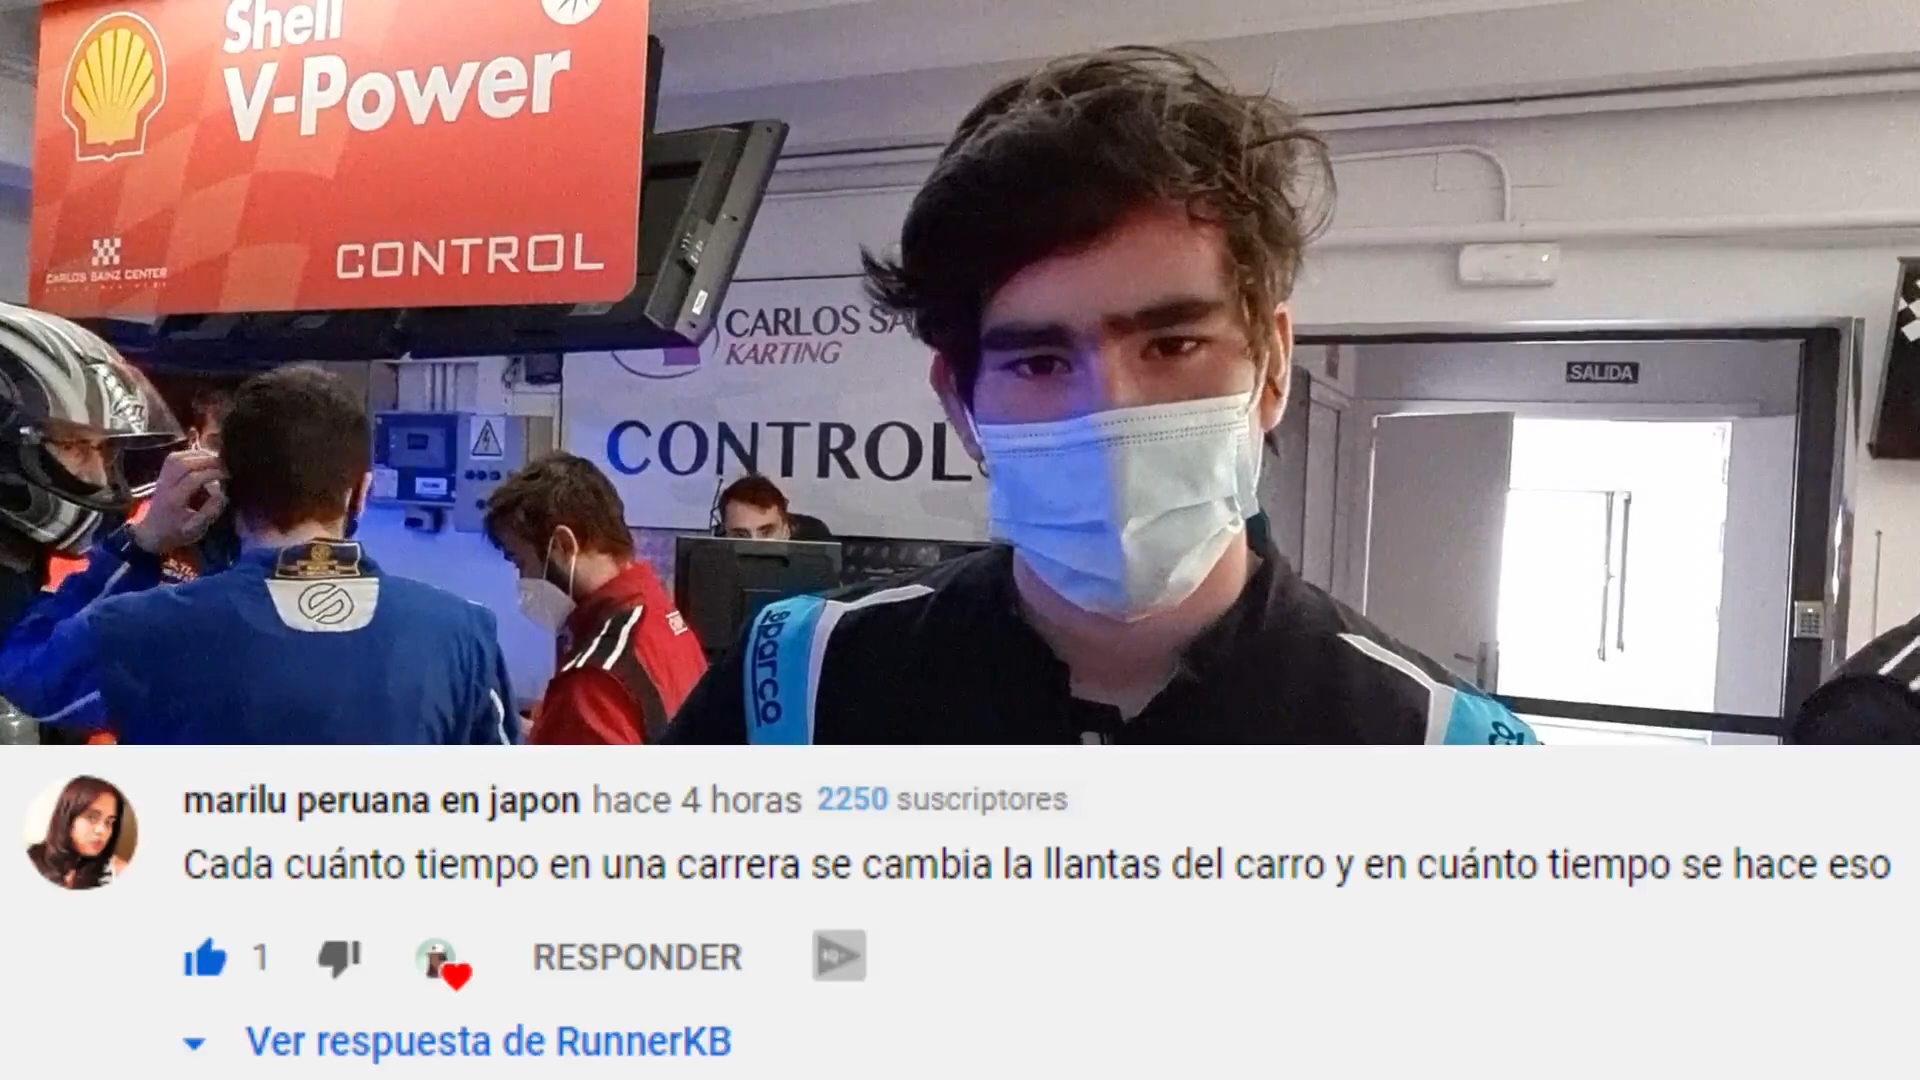 Shell
V-Power
CARLOS SAINZ CENTER
CONTROL
CARLOS SA
KARTING
CONTROL
SALIDA
sparco
marilu peruana en japon hace 4 horas 2250 suscriptores
Cada cuánto tiempo en una carrera se cambia la llantas del carro y en cuánto tiempo se hace eso
1
RESPONDER
Ver respuesta de RunnerKB